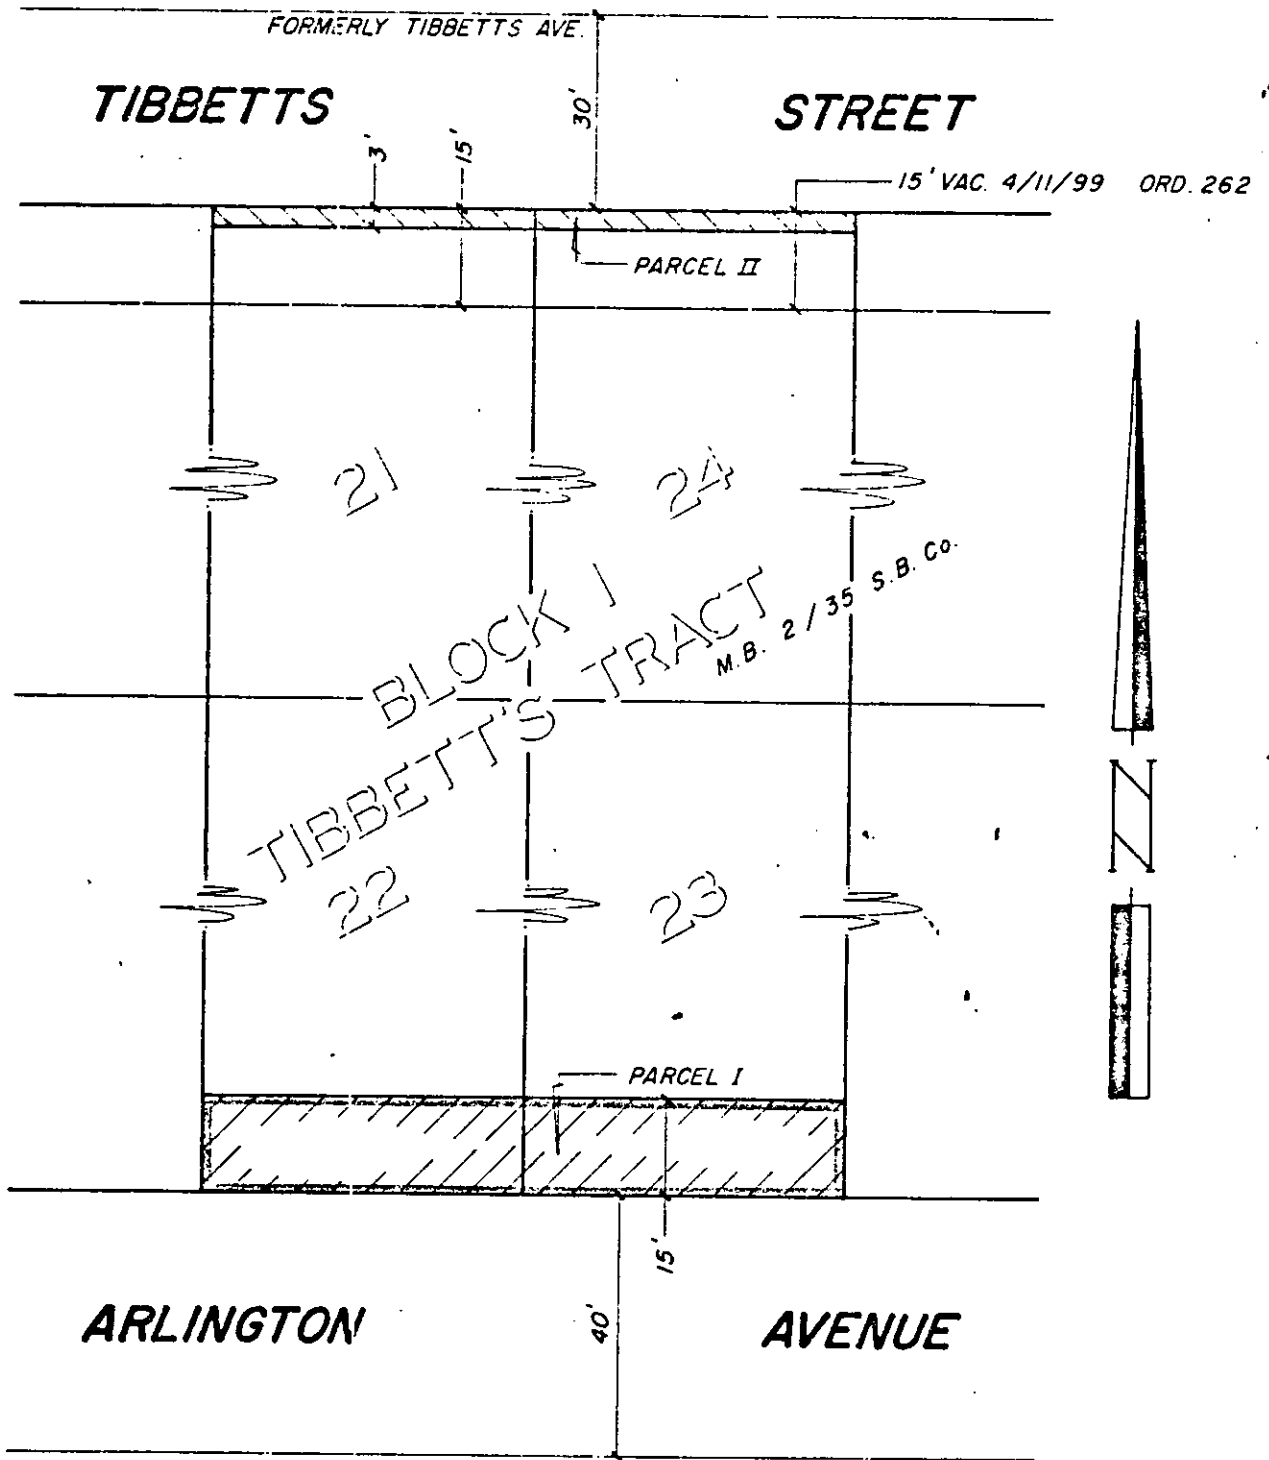 FORMERLY TIBBETTS AVE.
TIBBETTS STREET
30'
3'
15'
15' VAC. 4/11/99 ORD. 262
PARCEL II
21
24
BLOCK 1
TIBBETT'S TRACT
M.B. 2/35 S.B. Co.
22
23
N
PARCEL I
15'
40'
ARLINGTON AVENUE